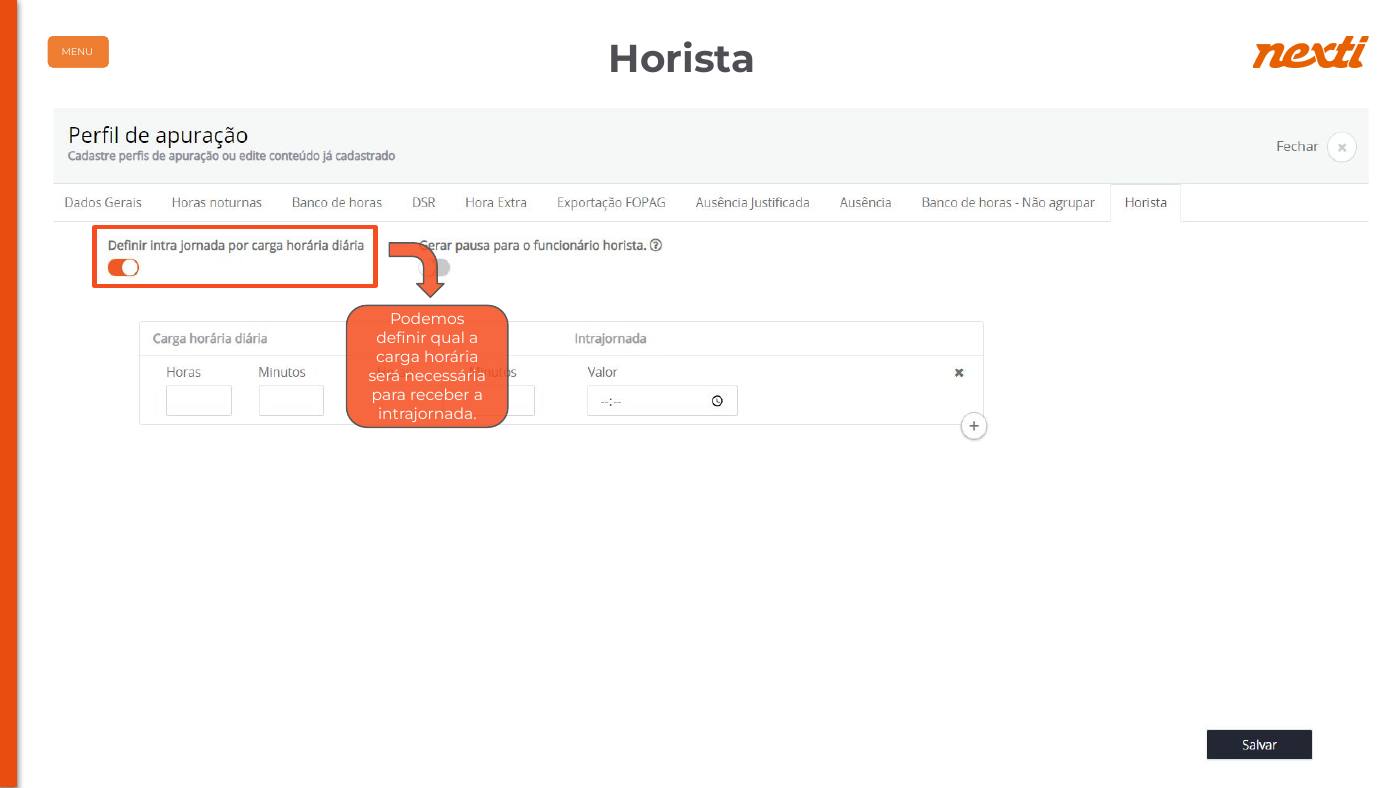 MENU
Horista
nexti
Perfil de apuração
Cadastre perfis de apuração ou edite conteúdo já cadastrado
Fechar
Dados Gerais Horas noturnas Banco de horas DSR Hora Extra Exportação FOPAG Ausência Justificada Ausência Banco de horas - Não agrupar Horista
Definir intra jornada por carga horária diária
Gerar pausa para o funcionário horista.
Podemos
definir qual a
carga horária
será necessária
para receber a
intrajornada.
Carga horária diária Intrajornada
Horas Minutos Minutos Valor
--:--
Salvar